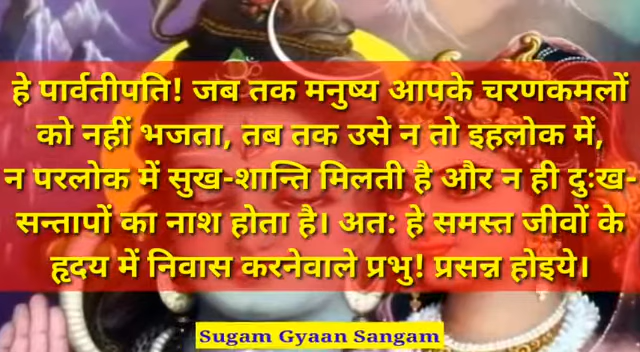 हे पार्वतीपति! जब तक मनुष्य आपके चरणकमलों
को नहीं भजता, तब तक उसे न तो इहलोक में,
न परलोक में सुख-शान्ति मिलती है और न ही दुःख-
सन्तापों का नाश होता है। अत: हे समस्त जीवों के
हृदय में निवास करनेवाले प्रभु! प्रसन्न होइये।
Sugam Gyaan Sangam